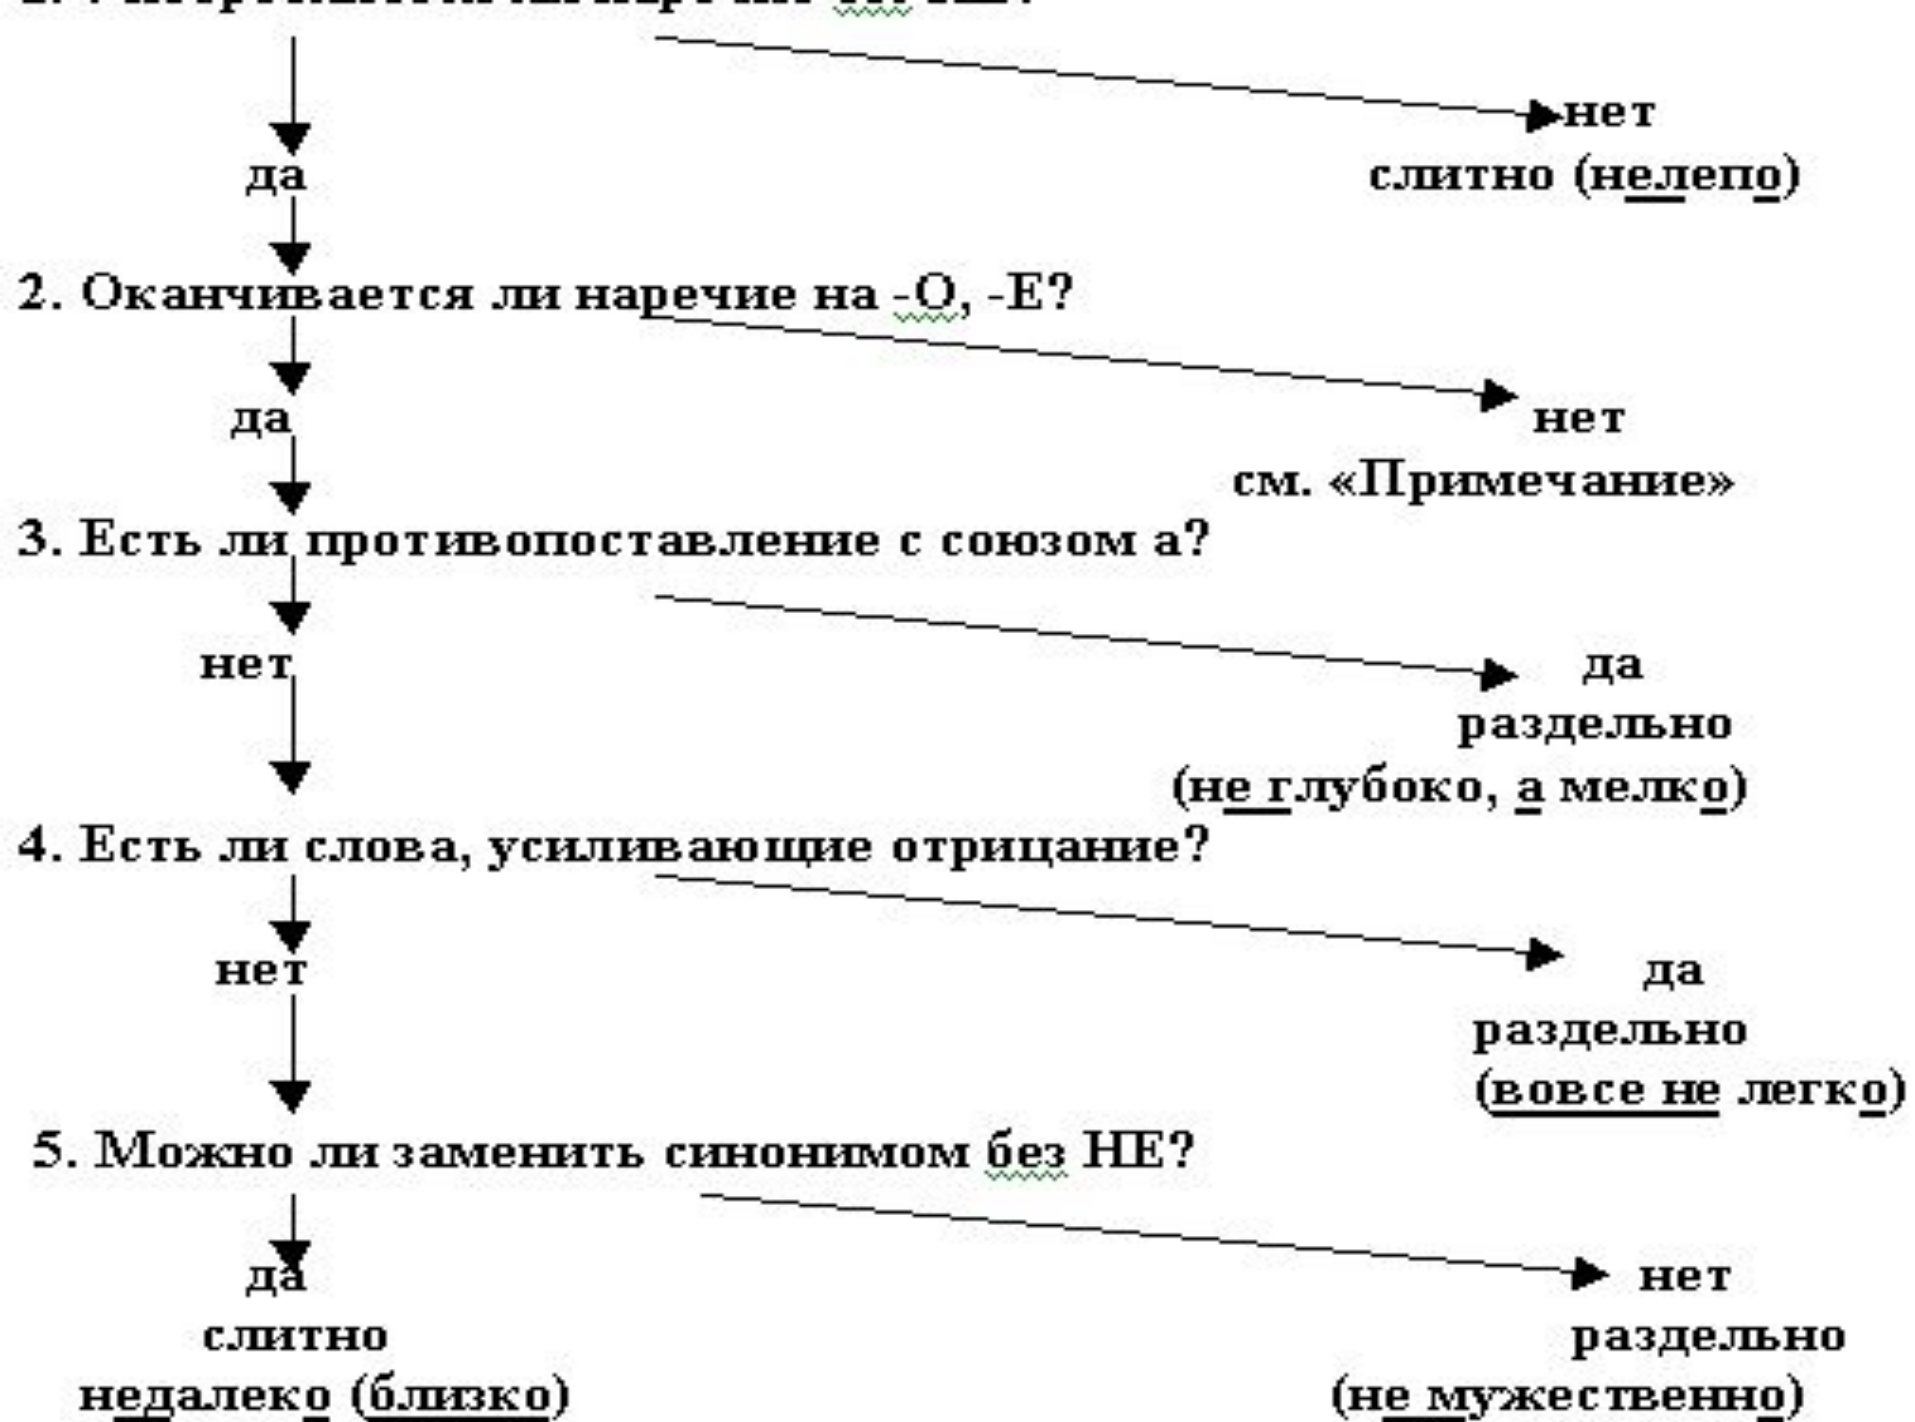 нет
да
слитно (нелепо)
2. Оканчивается ли наречие на -О, -Е?
да
нет
см. «Примечание»
3. Есть ли противопоставление с союзом а?
нет
да
раздельно
(не глубоко, а мелко)
4. Есть ли слова, усиливающие отрицание?
нет
да
раздельно
(вовсе не легко)
5. Можно ли заменить синонимом без НЕ?
да
нет
слитно
раздельно
недалеко (близко)
(не мужественно)